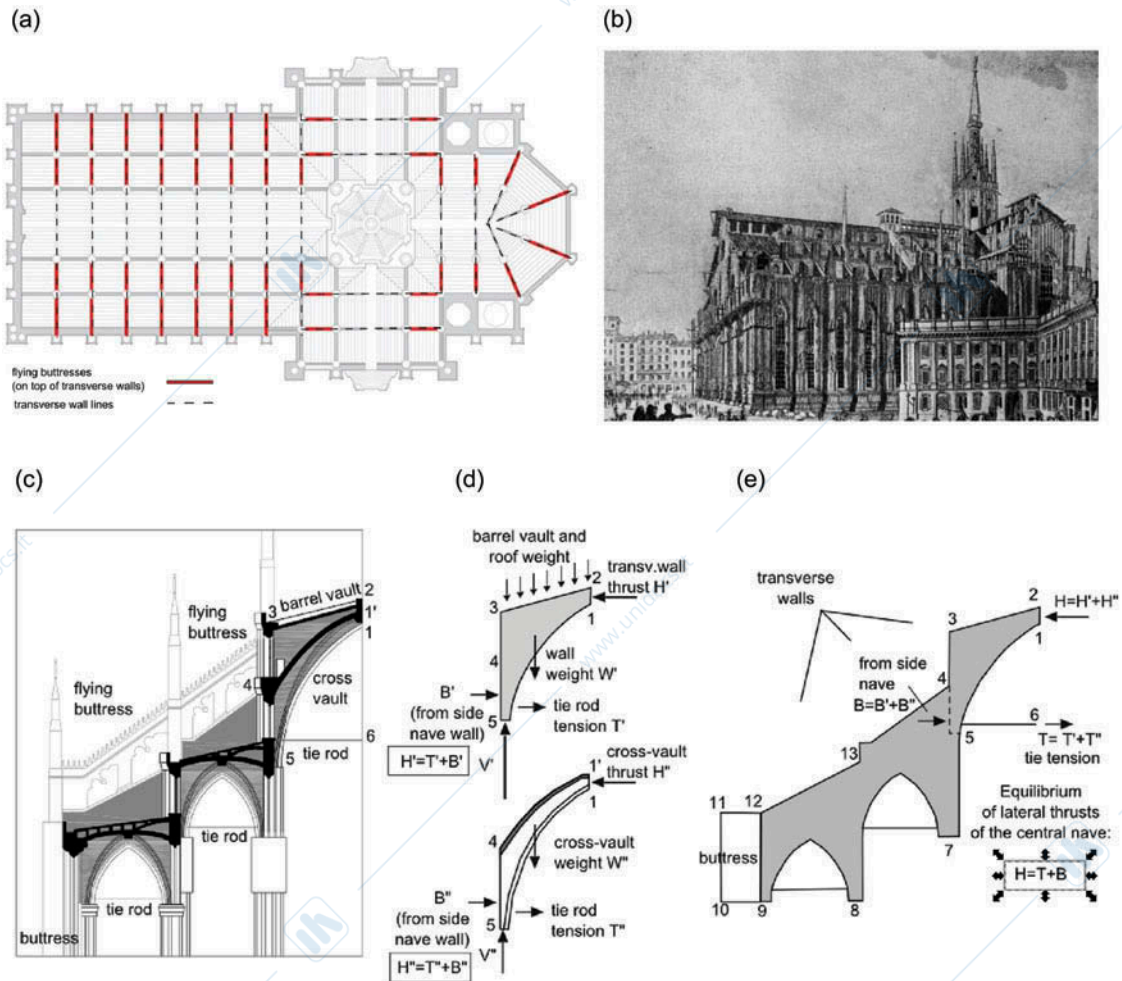 (a)
(b)
flying buttresses
(on top of transverse walls)
transverse wall lines
(c)
(d)
(e)
flying
buttress
flying
buttress
3 barrel vault 2
1'
1
4
cross
vault
6
tie rod
5
tie rod
tie rod
buttress
barrel vault and
roof weight
transv.wall
thrust H'
2
3
1
4
wall
weight W'
B'
(from side
nave wall)
5
tie rod
tension T'
H'=T'+B'
V'
cross-vault
thrust H"
1'
1
4
cross-vault
weight W"
B"
(from side
nave wall)
5
tie rod
tension T"
V"
H"=T"+B"
transverse
walls
2
H=H'+H"
3
1
4
from side
nave
B=B'+B"
6
5
T= T'+T"
tie tension
13
11
12
buttress
10
9
8
7
Equilibrium
of lateral thrusts
of the central nave:
H=T+B
www.unidocs.it